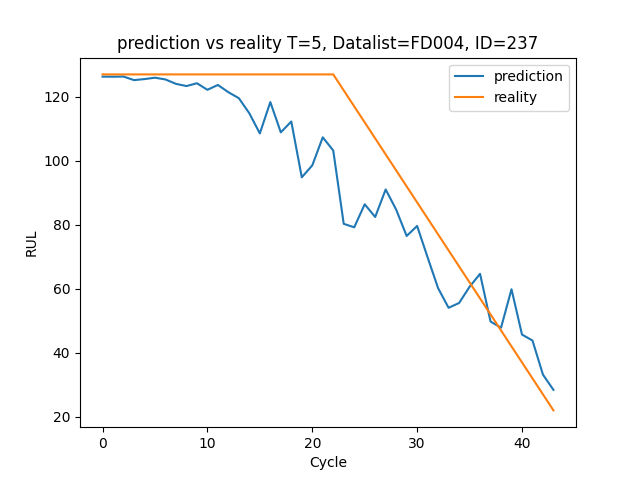 prediction vs reality T=5, Datalist=FD004, ID=237
prediction
reality
120
100
80
60
40
20
RUL
0 10 20 30 40
Cycle